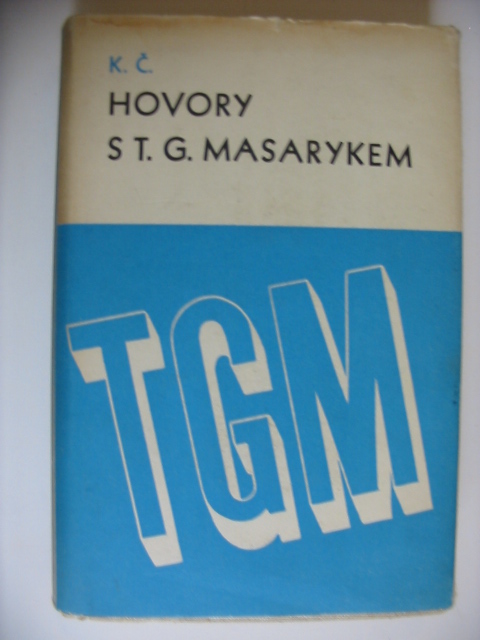 K. Č.
HOVORY
S T. G. MASARYKEM
TGM